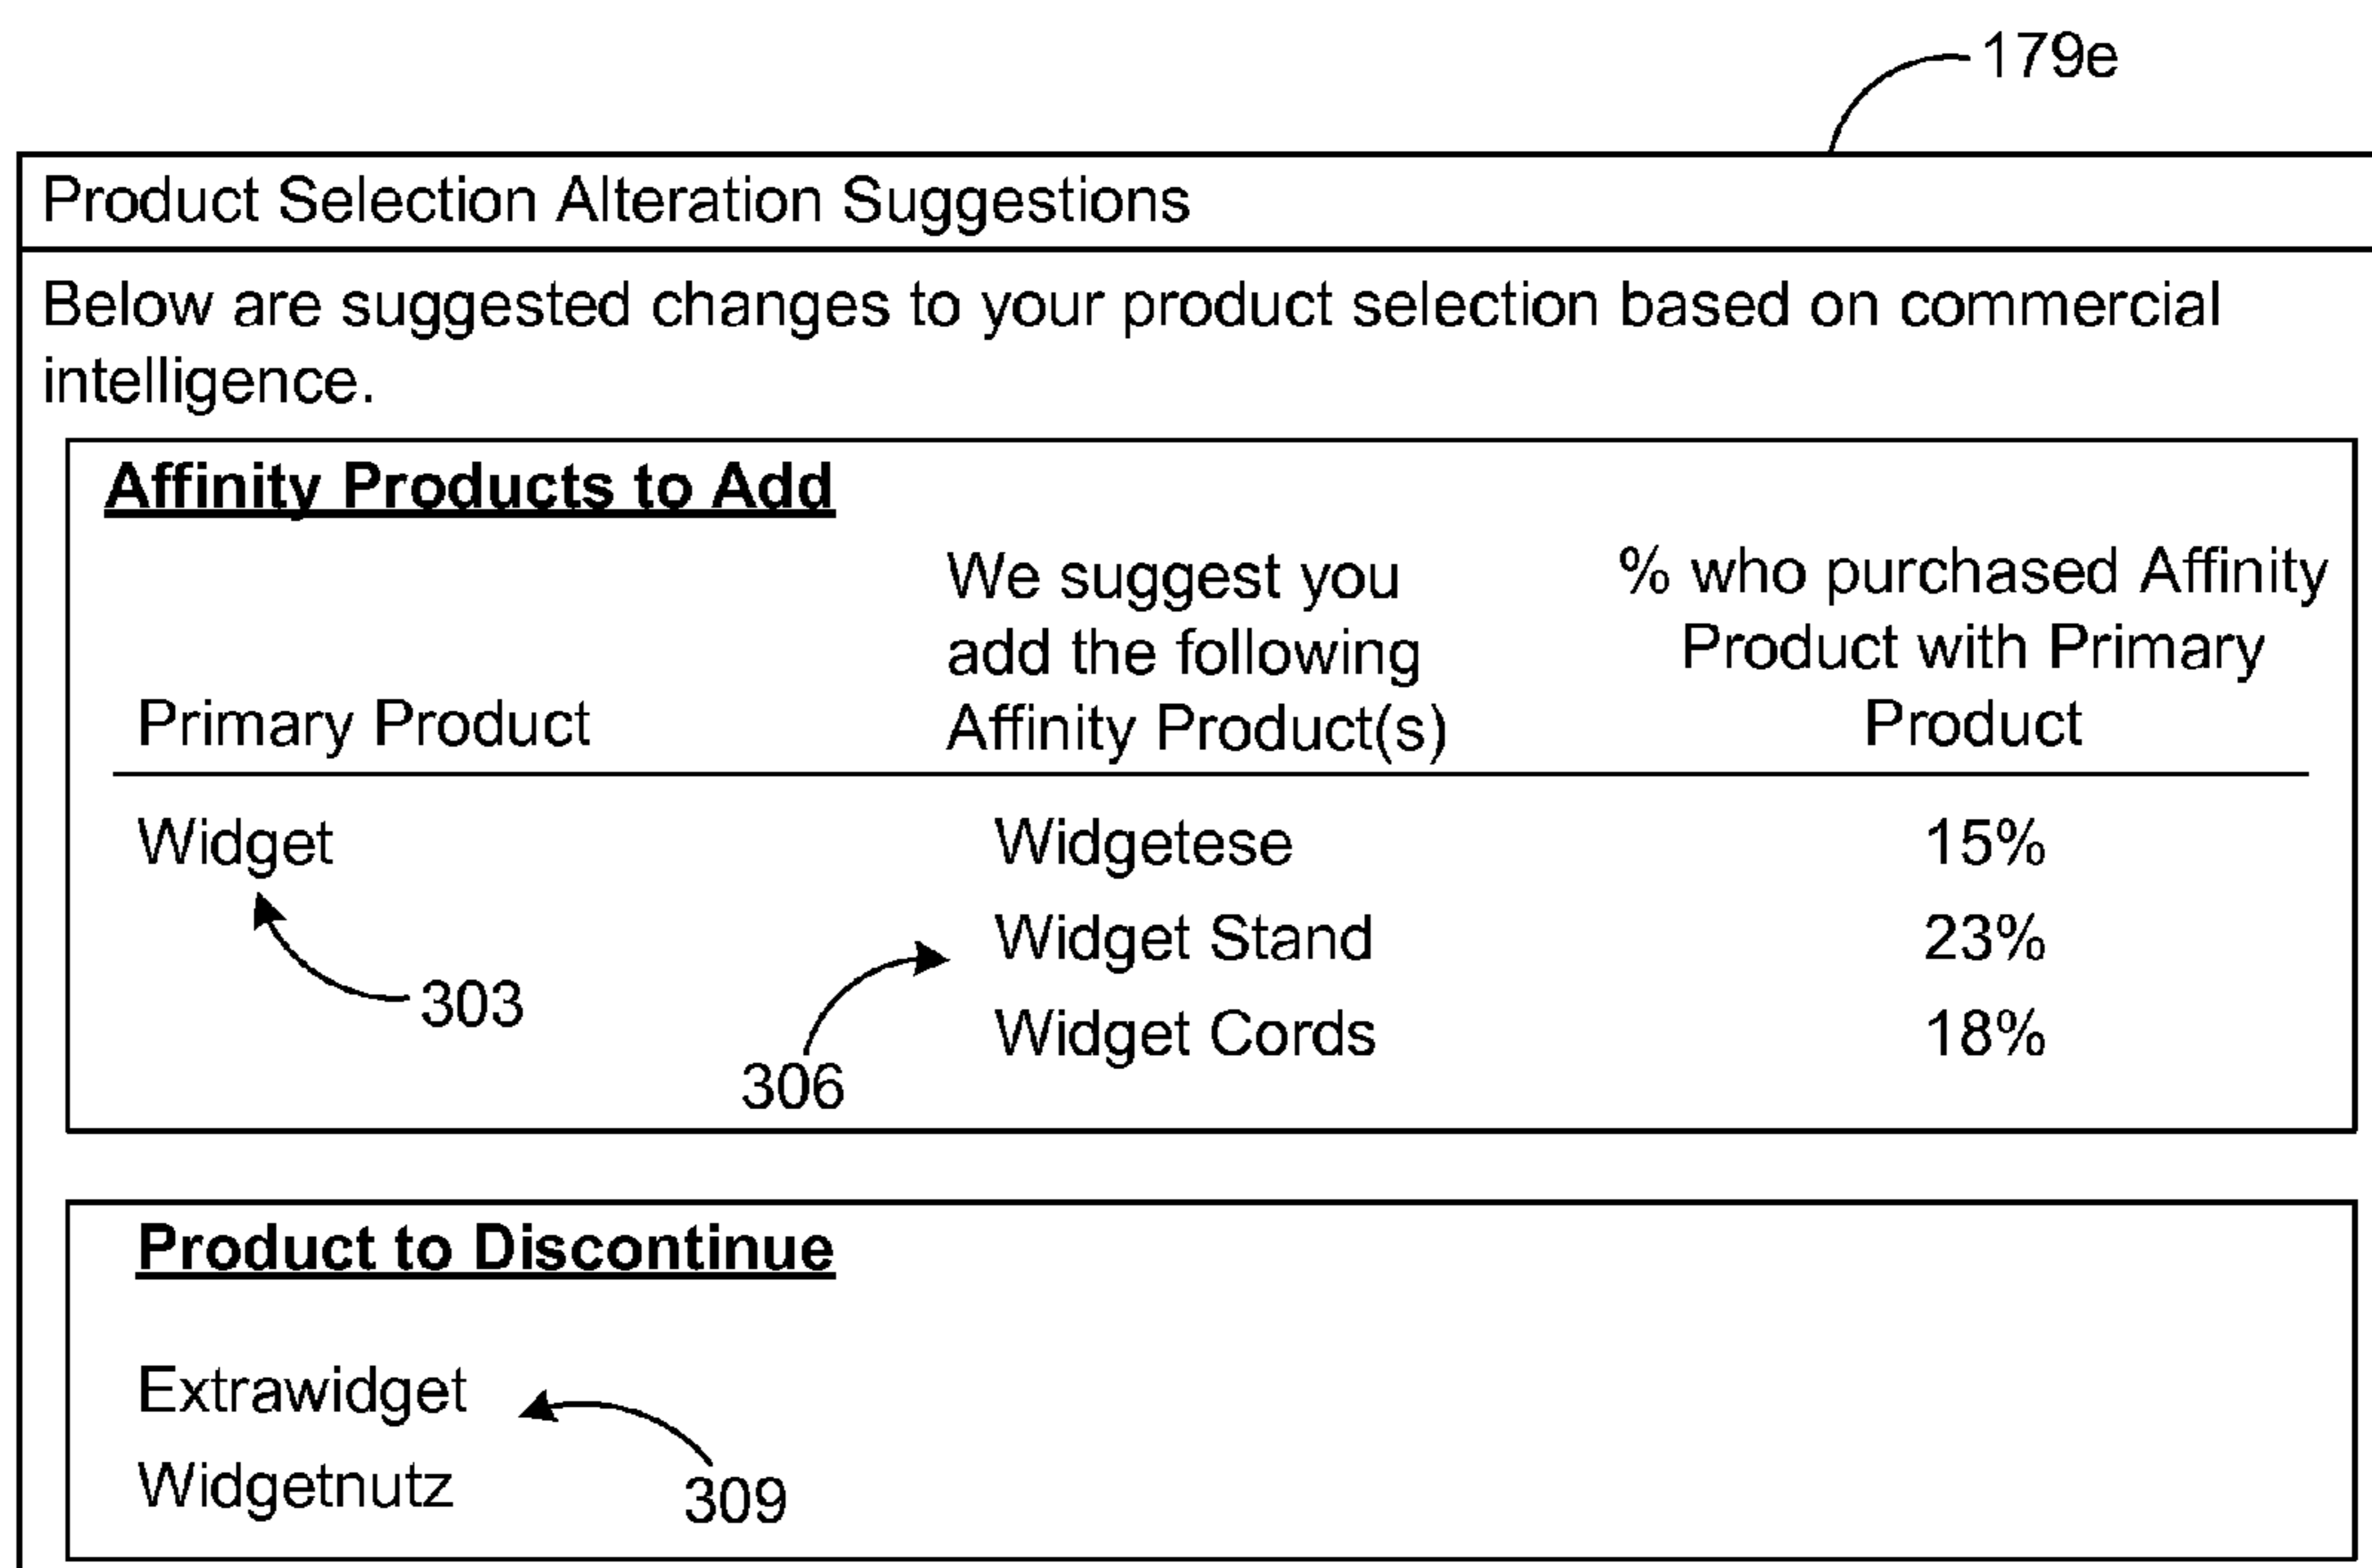 179e
Product Selection Alteration Suggestions
Below are suggested changes to your product selection based on commercial
intelligence.
Affinity Products to Add
Primary Product
We suggest you
add the following
Affinity Product(s)
% who purchased Affinity
Product with Primary
Product
Widget Widgetese 15%
Widget Stand 23%
303
Widget Cords 18%
306
Product to Discontinue
Extrawidget
Widgetnutz
309